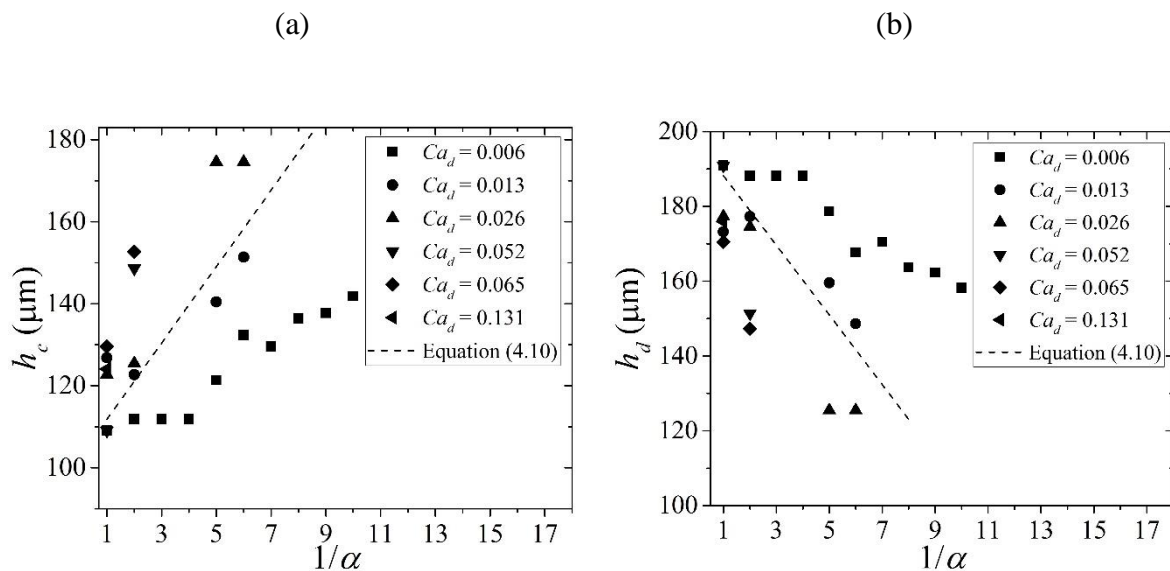 (a)
(b)
180
160
140
120
100
h_c (μm)
1 3 5 7 9 11 13 15 17
1/α
Ca_d = 0.006
Ca_d = 0.013
Ca_d = 0.026
Ca_d = 0.052
Ca_d = 0.065
Ca_d = 0.131
Equation (4.10)
200
180
160
140
120
100
h_d (μm)
1 3 5 7 9 11 13 15 17
1/α
Ca_d = 0.006
Ca_d = 0.013
Ca_d = 0.026
Ca_d = 0.052
Ca_d = 0.065
Ca_d = 0.131
Equation (4.10)